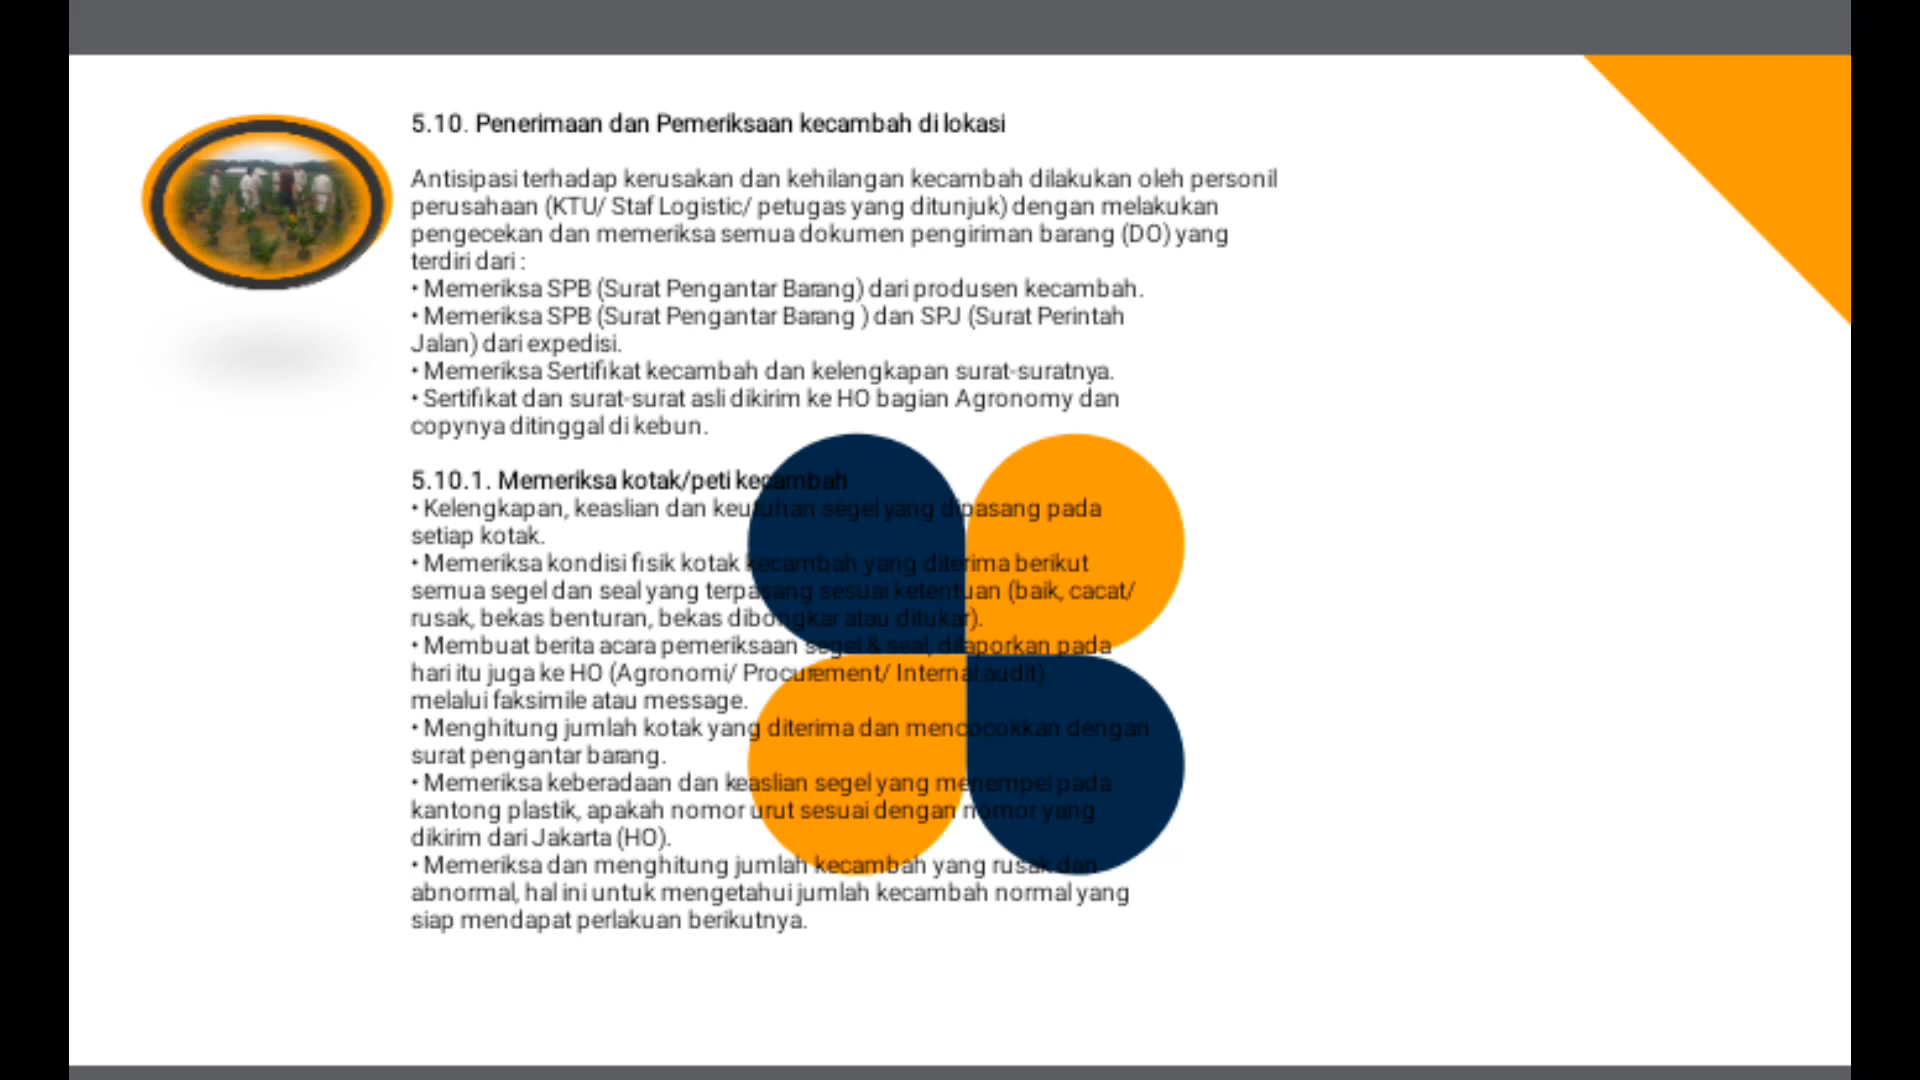 5.10. Penerimaan dan Pemeriksaan kecambah di lokasi
Antisipasi terhadap kerusakan dan kehilangan kecambah dilakukan oleh personil
perusahaan (KTU/ Staf Logistic/ petugas yang ditunjuk) dengan melakukan
pengecekan dan memeriksa semua dokumen pengiriman barang (DO) yang
terdiri dari :
• Memeriksa SPB (Surat Pengantar Barang) dari produsen kecambah.
• Memeriksa SPB (Surat Pengantar Barang ) dan SPJ (Surat Perintah
Jalan) dari expedisi.
• Memeriksa Sertifikat kecambah dan kelengkapan surat-suratnya.
• Sertifikat dan surat-surat asli dikirim ke HO bagian Agronomy dan
copynya ditinggal di kebun.
5.10.1. Memeriksa kotak/peti kecambah
• Kelengkapan, keaslian dan keutuhan segel yang dipasang pada
setiap kotak.
• Memeriksa kondisi fisik kotak kecambah yang diterima berikut
semua segel dan seal yang terpasang sesuai ketentuan (baik, cacat/
rusak, bekas benturan, bekas dibongkar atau ditukar).
• Membuat berita acara pemeriksaan segel & seal, dilaporkan pada
hari itu juga ke HO (Agronomi/ Procurement/ Internal audit)
melalui faksimile atau message.
• Menghitung jumlah kotak yang diterima dan mencocokkan dengan
surat pengantar barang.
• Memeriksa keberadaan dan keaslian segel yang menempel pada
kantong plastik, apakah nomor urut sesuai dengan nomor yang
dikirim dari Jakarta (HO).
• Memeriksa dan menghitung jumlah kecambah yang rusak dan
abnormal, hal ini untuk mengetahui jumlah kecambah normal yang
siap mendapat perlakuan berikutnya.